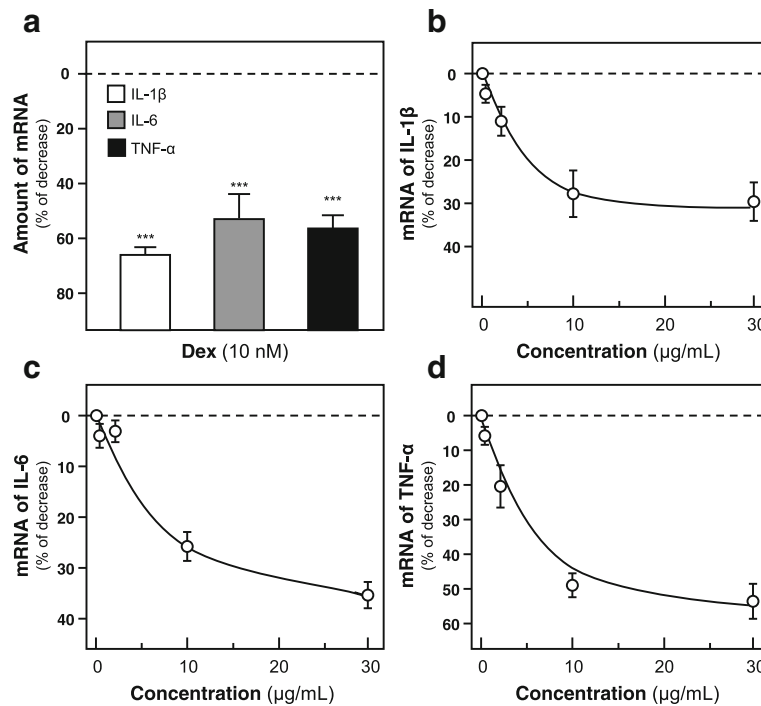 a
Amount of mRNA
(% of decrease)
0
20
40
60
80
IL-1β
IL-6
TNF-α
***
***
***
Dex (10 nM)
b
mRNA of IL-1β
(% of decrease)
0
10
20
30
40
0
10
20
30
Concentration (µg/mL)
c
mRNA of IL-6
(% of decrease)
0
10
20
30
40
0
10
20
30
Concentration (µg/mL)
d
mRNA of TNF-α
(% of decrease)
0
10
20
30
40
50
60
0
10
20
30
Concentration (µg/mL)